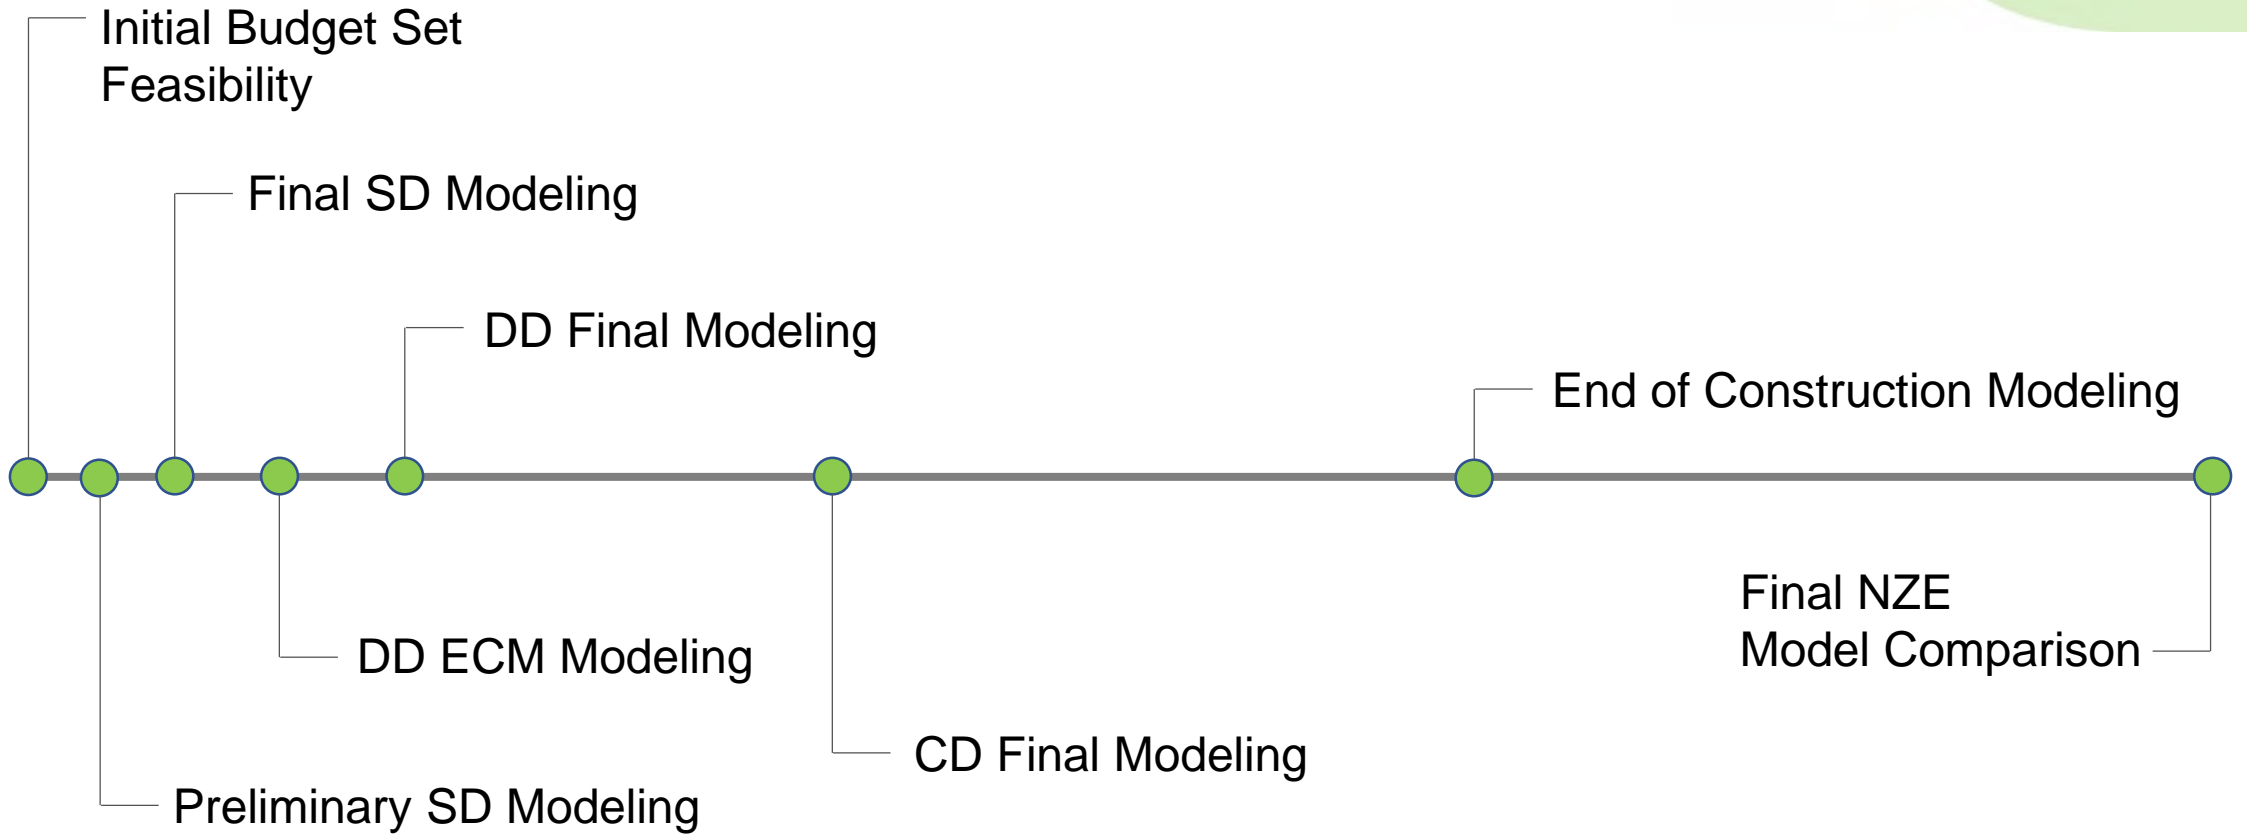 Initial Budget Set
Feasibility
Final SD Modeling
DD Final Modeling
End of Construction Modeling
Final NZE
Model Comparison
DD ECM Modeling
CD Final Modeling
Preliminary SD Modeling